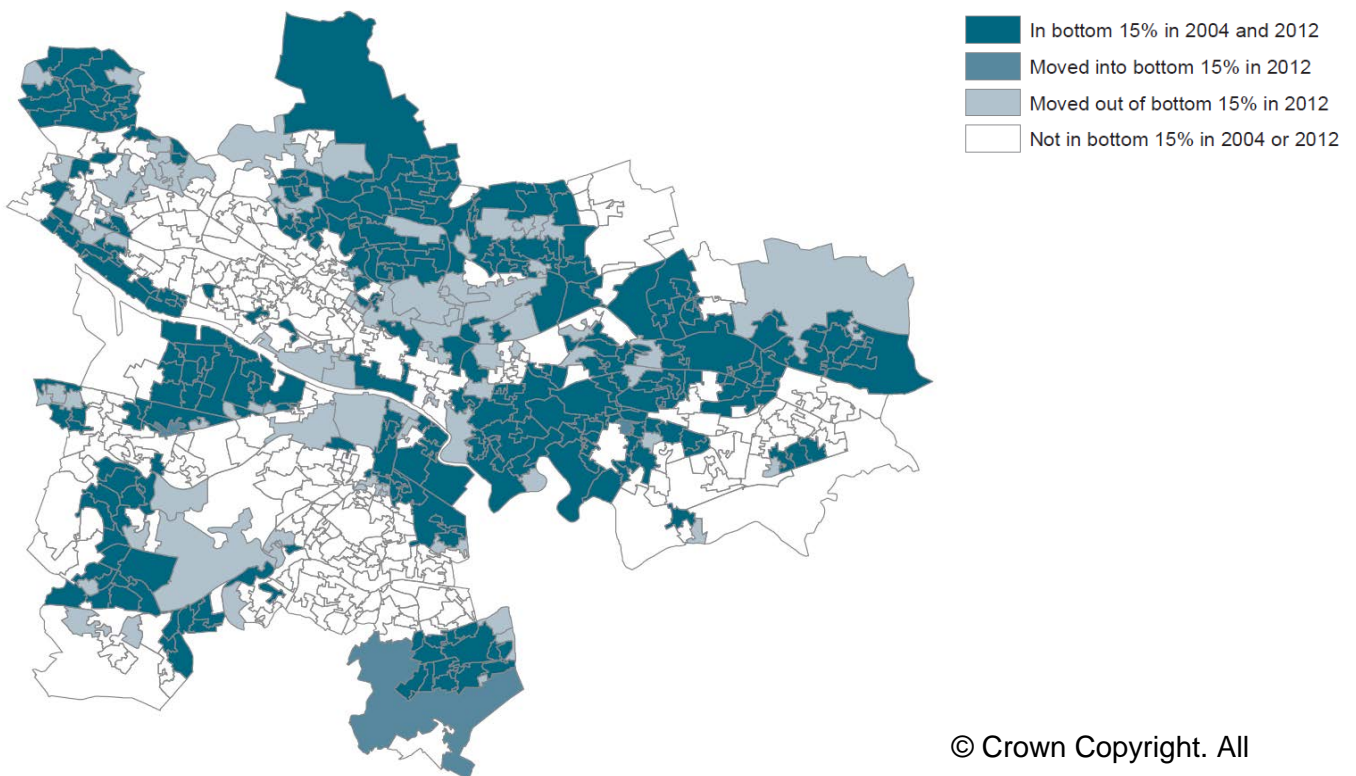 In bottom 15% in 2004 and 2012
Moved into bottom 15% in 2012
Moved out of bottom 15% in 2012
Not in bottom 15% in 2004 or 2012
© Crown Copyright. All